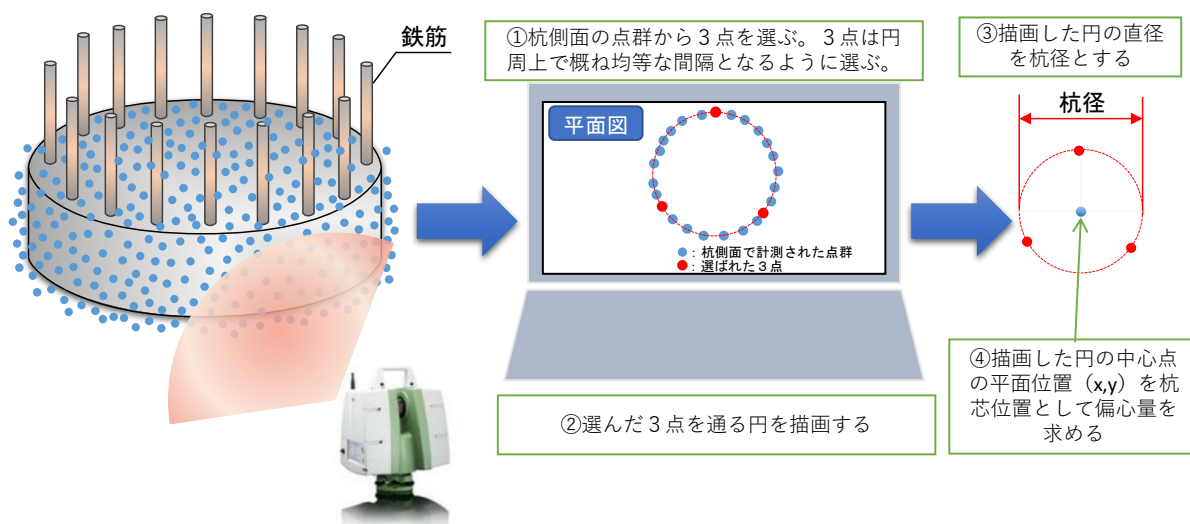 鉄筋
①杭側面の点群から３点を選ぶ。３点は円
周上で概ね均等な間隔となるように選ぶ。
平面図
：杭側面で計測された点群
：選ばれた３点
②選んだ３点を通る円を描画する
③描画した円の直径
を杭径とする
杭径
④描画した円の中心点
の平面位置（x,y）を杭
芯位置として偏心量を
求める